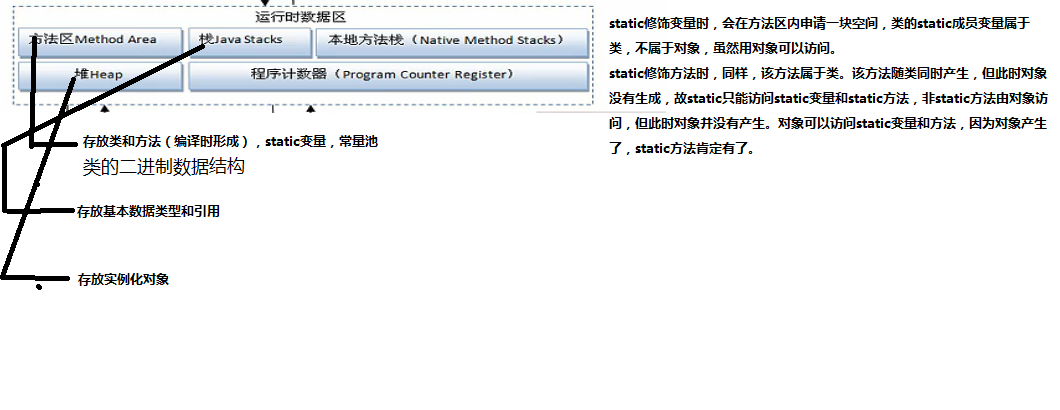 运行时数据区
方法区Method Area
栈Java Stacks
本地方法栈（Native Method Stacks）
堆Heap
程序计数器（Program Counter Register）
存放类和方法（编译时形成），static变量，常量池
类的二进制数据结构
存放基本数据类型和引用
存放实例化对象
static修饰变量时，会在方法区内申请一块空间，类的static成员变量属于
类，不属于对象，虽然用对象可以访问。
static修饰方法时，同样，该方法属于类。该方法随类同时产生，但此时对象
没有生成，故static只能访问static变量和static方法，非static方法由对象访
问，但此时对象并没有产生。对象可以访问static变量和方法，因为对象产生
了，static方法肯定有了。